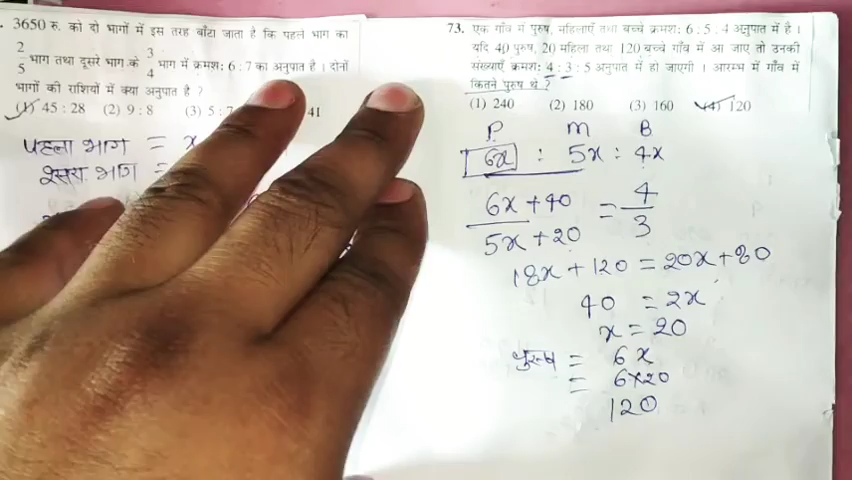 3650 रु. को दो भागों में इस तरह बाँटा जाता है कि पहले भाग का
2/5 भाग तथा दूसरे भाग के 3/4 भाग में क्रमश: 6 : 7 का अनुपात है । दोनों
भागों की राशियों में क्या अनुपात है ?
(1) 45 : 28 (2) 9 : 8 (3) 5 : 7 41
पहला भाग = x
दूसरा भाग =
73. एक गाँव में पुरुष, महिलाएँ तथा बच्चे क्रमश: 6 : 5 : 4 अनुपात में है ।
यदि 40 पुरुष, 20 महिला तथा 120 बच्चे गाँव में आ जाए तो उनकी
संख्याएँ क्रमश: 4 : 3 : 5 अनुपात में हो जाएगी । आरम्भ में गाँव में
कितने पुरुष थे ?
(1) 240 (2) 180 (3) 160 (4) 120
P M B
6x : 5x : 4x
6x + 40 / 5x + 20 = 4/3
18x + 120 = 20x + 80
40 = 2x
x = 20
पुरुष = 6x
= 6×20
120